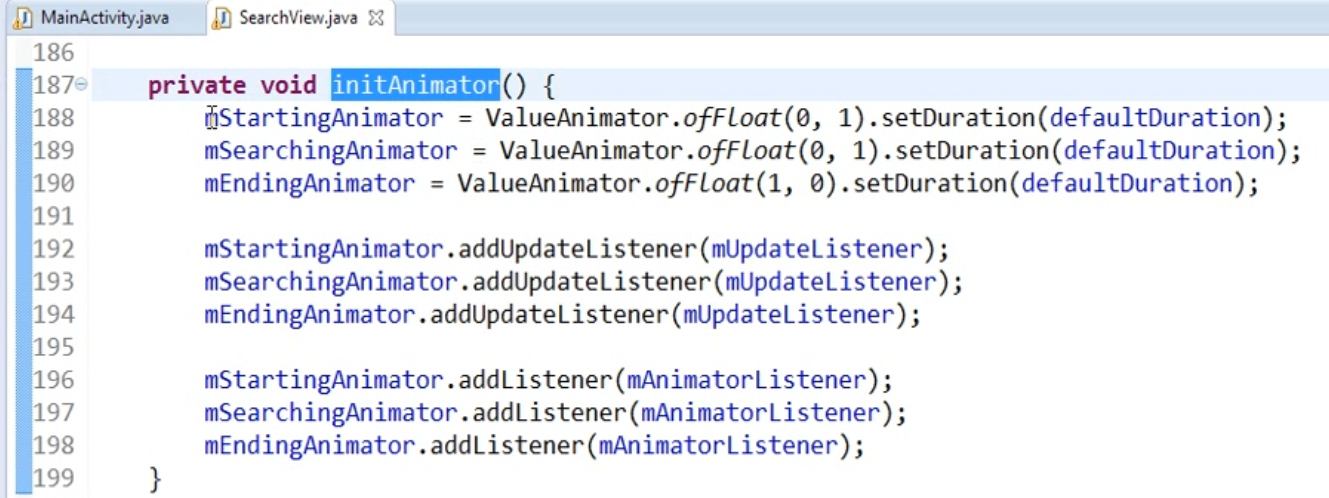 MainActivity.java SearchView.java
186
187 private void initAnimator() {
188 mStartingAnimator = ValueAnimator.ofFloat(0, 1).setDuration(defaultDuration);
189 mSearchingAnimator = ValueAnimator.ofFloat(0, 1).setDuration(defaultDuration);
190 mEndingAnimator = ValueAnimator.ofFloat(1, 0).setDuration(defaultDuration);
191
192 mStartingAnimator.addUpdateListener(mUpdateListener);
193 mSearchingAnimator.addUpdateListener(mUpdateListener);
194 mEndingAnimator.addUpdateListener(mUpdateListener);
195
196 mStartingAnimator.addListener(mAnimatorListener);
197 mSearchingAnimator.addListener(mAnimatorListener);
198 mEndingAnimator.addListener(mAnimatorListener);
199 }